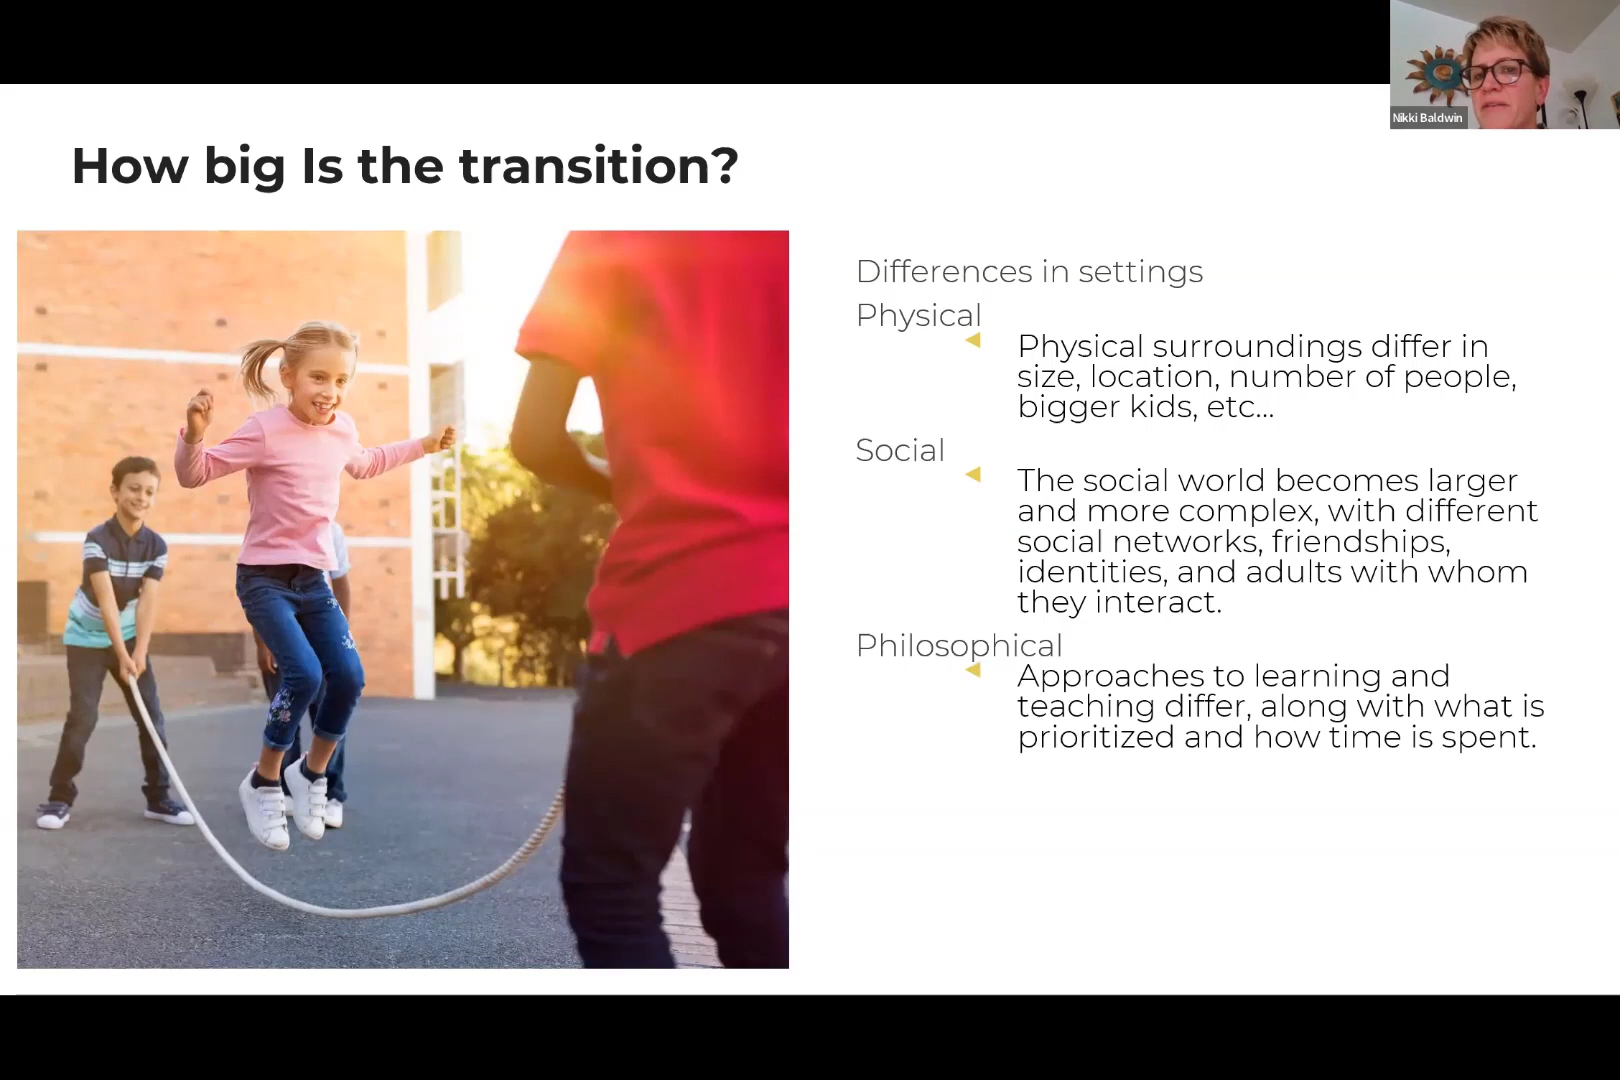 Nikki Baldwin
How big Is the transition?
Differences in settings
Physical
Physical surroundings differ in
size, location, number of people,
bigger kids, etc...
Social
The social world becomes larger
and more complex, with different
social networks, friendships,
identities, and adults with whom
they interact.
Philosophical
Approaches to learning and
teaching differ, along with what is
prioritized and how time is spent.